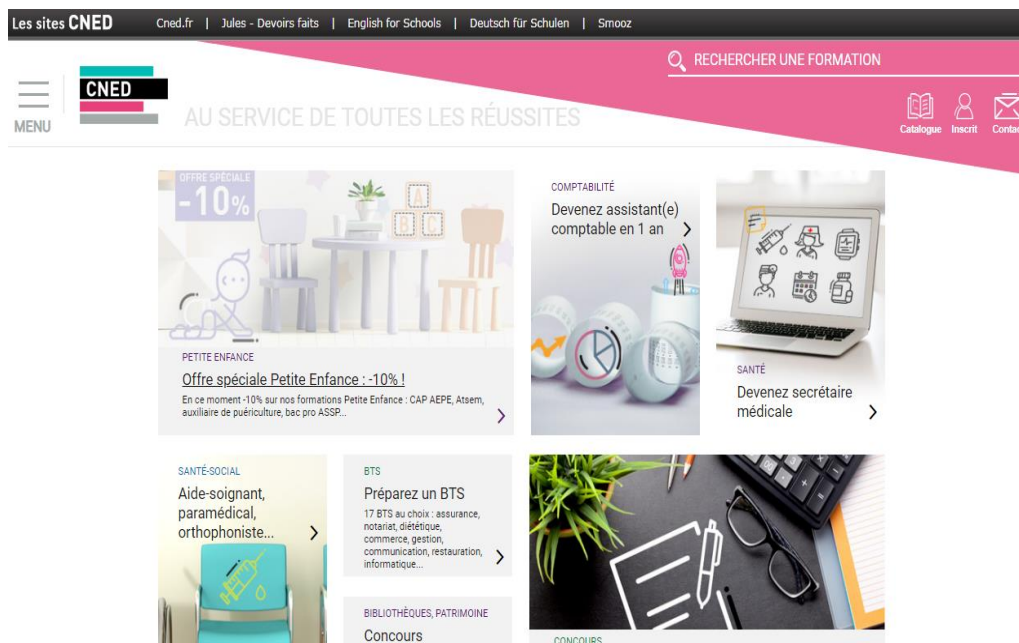 Les sites CNED
Cned.fr | Jules - Devoirs faits | English for Schools | Deutsch für Schulen | Smooz
RECHERCHER UNE FORMATION
MENU
CNED
AU SERVICE DE TOUTES LES RÉUSSITES
Catalogue Inscrit
OFFRE SPÉCIALE
-10%
A
B C
PETITE ENFANCE
Offre spéciale Petite Enfance : -10% !
En ce moment -10% sur nos formations Petite Enfance : CAP AEPE, Atsem,
auxiliaire de puériculture, bac pro ASSP...
COMPTABILITÉ
Devenez assistant(e)
comptable en 1 an
SANTÉ
Devenez secrétaire
médicale
SANTÉ-SOCIAL
Aide-soignant,
paramédical,
orthophoniste...
BTS
Préparez un BTS
17 BTS au choix : assurance,
notariat, diététique,
commerce, gestion,
communication, restauration,
informatique...
BIBLIOTHÈQUES, PATRIMOINE
Concours
CONCOURS